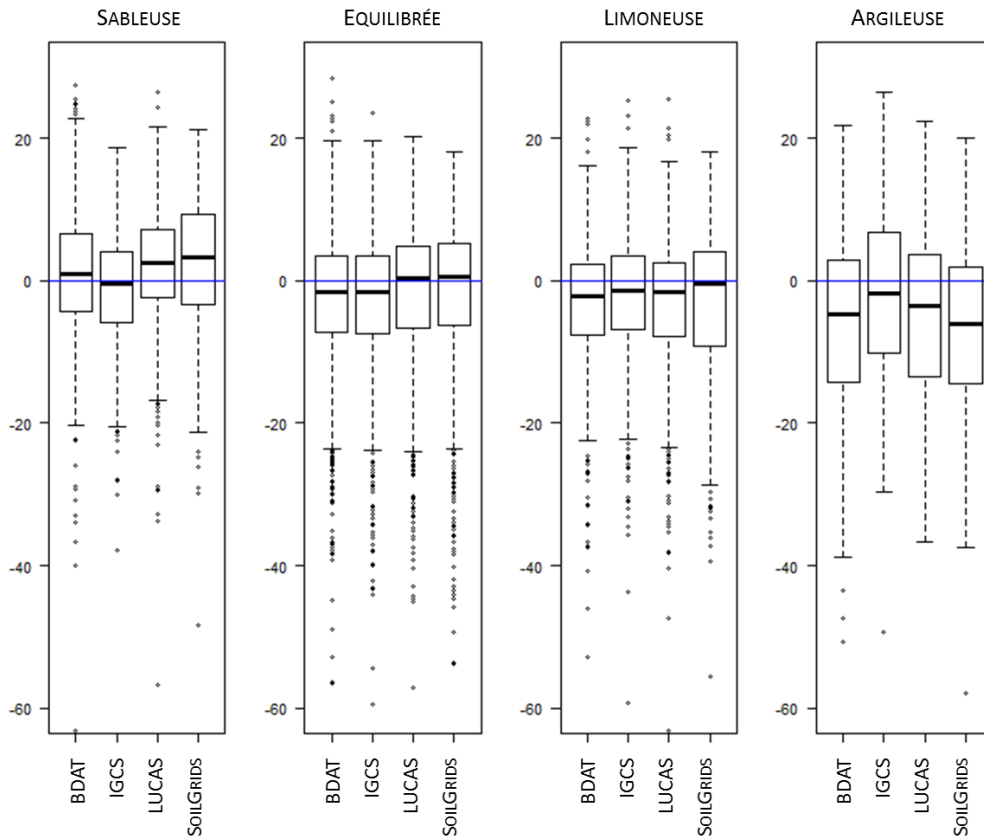 SABLEUSE
EQUILIBRÉE
LIMONEUSE
ARGILEUSE
20
0
-20
-40
-60
20
0
-20
-40
-60
20
0
-20
-40
-60
20
0
-20
-40
-60
BDAT
IGCS
LUCAS
SOILGRIDS
BDAT
IGCS
LUCAS
SOILGRIDS
BDAT
IGCS
LUCAS
SOILGRIDS
BDAT
IGCS
LUCAS
SOILGRIDS